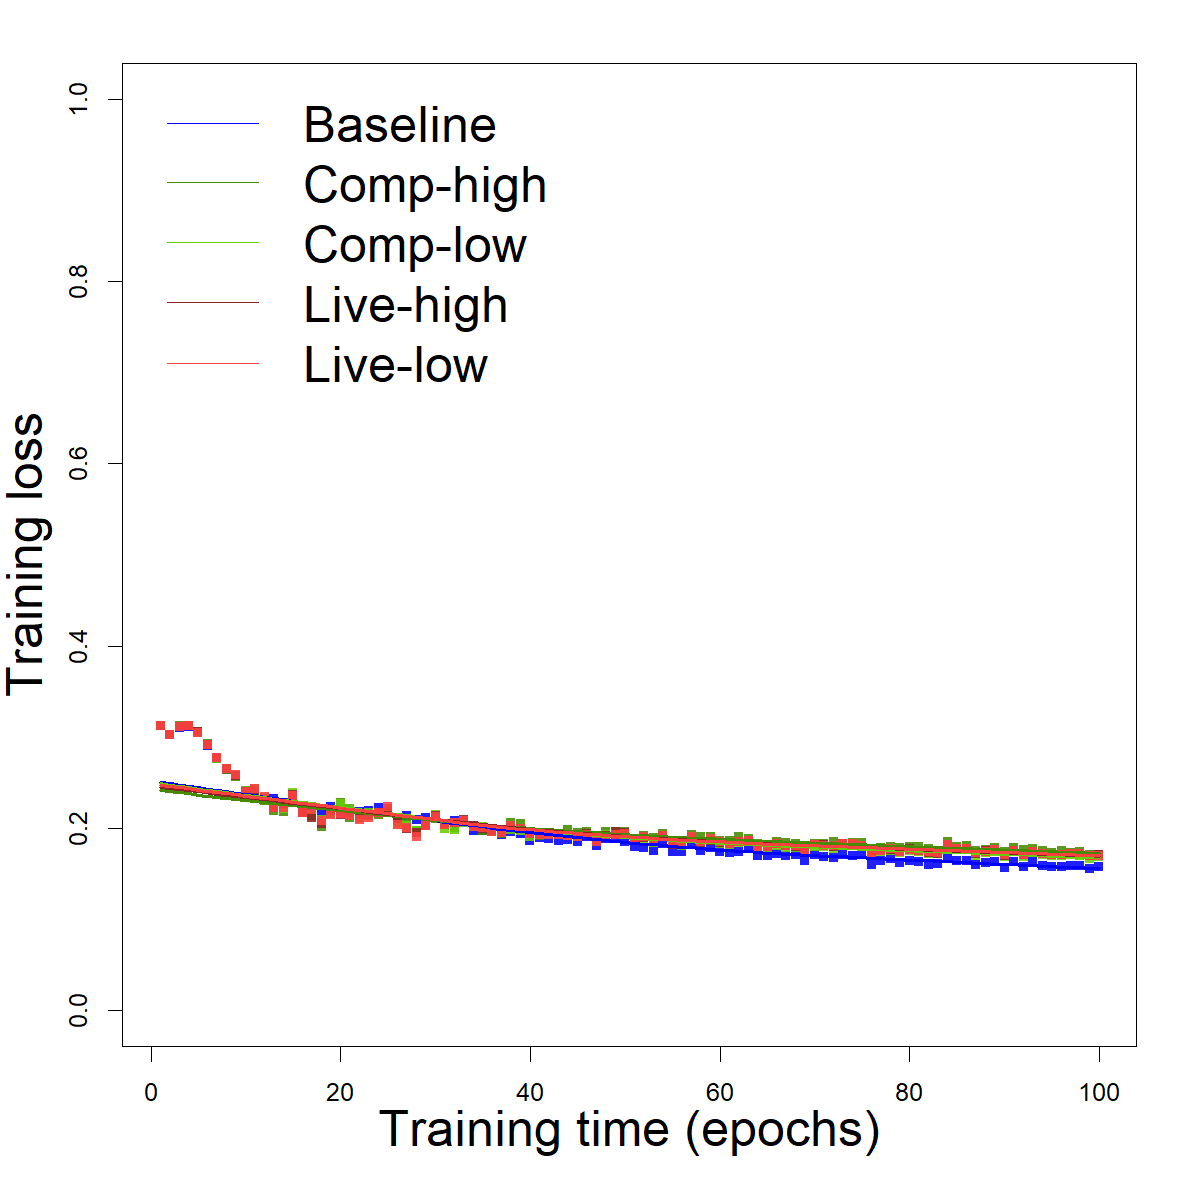 Baseline
Comp-high
Comp-low
Live-high
Live-low
Training loss
1.0
0.8
0.6
0.4
0.2
0.0
0 20 40 60 80 100
Training time (epochs)